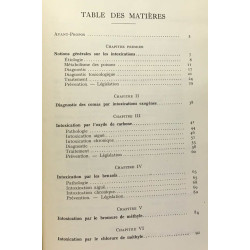 TABLE DES MATIÈRES
Avant-Propos
Chapitre Premier
Notions générales sur les intoxications
Étiologie
Métabolisme des poisons
Diagnostic
Diagnostic toxicologique
Traitement
Prévention. — Législation
Chapitre II
Diagnostic des comas par intoxications exogènes
Chapitre III
Intoxication par l'oxyde de carbone
Pathologie
Intoxication aiguë
Intoxication chronique
Diagnostic
Traitement
Prévention. — Législation
Chapitre IV
Intoxication par les benzols
Pathologie
Intoxication aiguë
Intoxication chronique
Prévention. — Législation
Chapitre V
Intoxication par le bromure de méthyle
Chapitre VI
Intoxication par le chlorure de méthyle